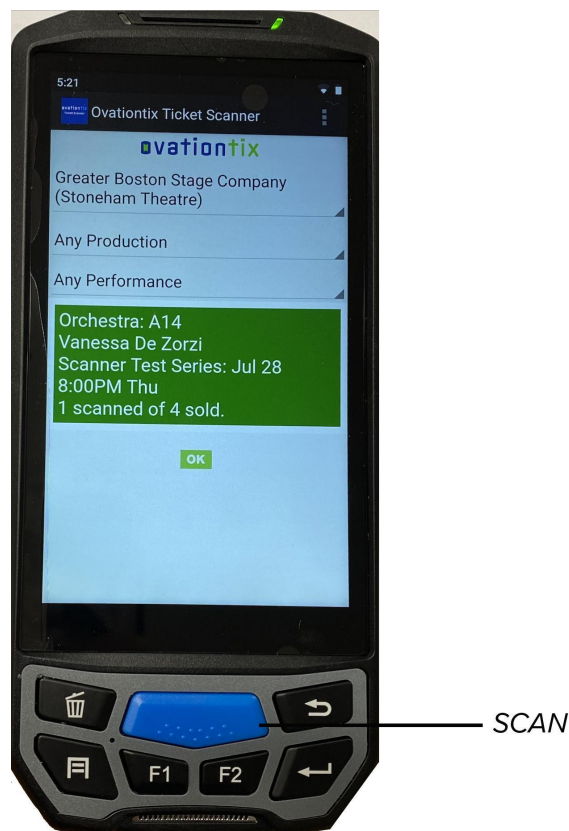 5:21
Ovationtix Ticket Scanner
ovationtix
Greater Boston Stage Company
(Stoneham Theatre)
Any Production
Any Performance
Orchestra: A14
Vanessa De Zorzi
Scanner Test Series: Jul 28
8:00PM Thu
1 scanned of 4 sold.
OK
SCAN
F1 F2